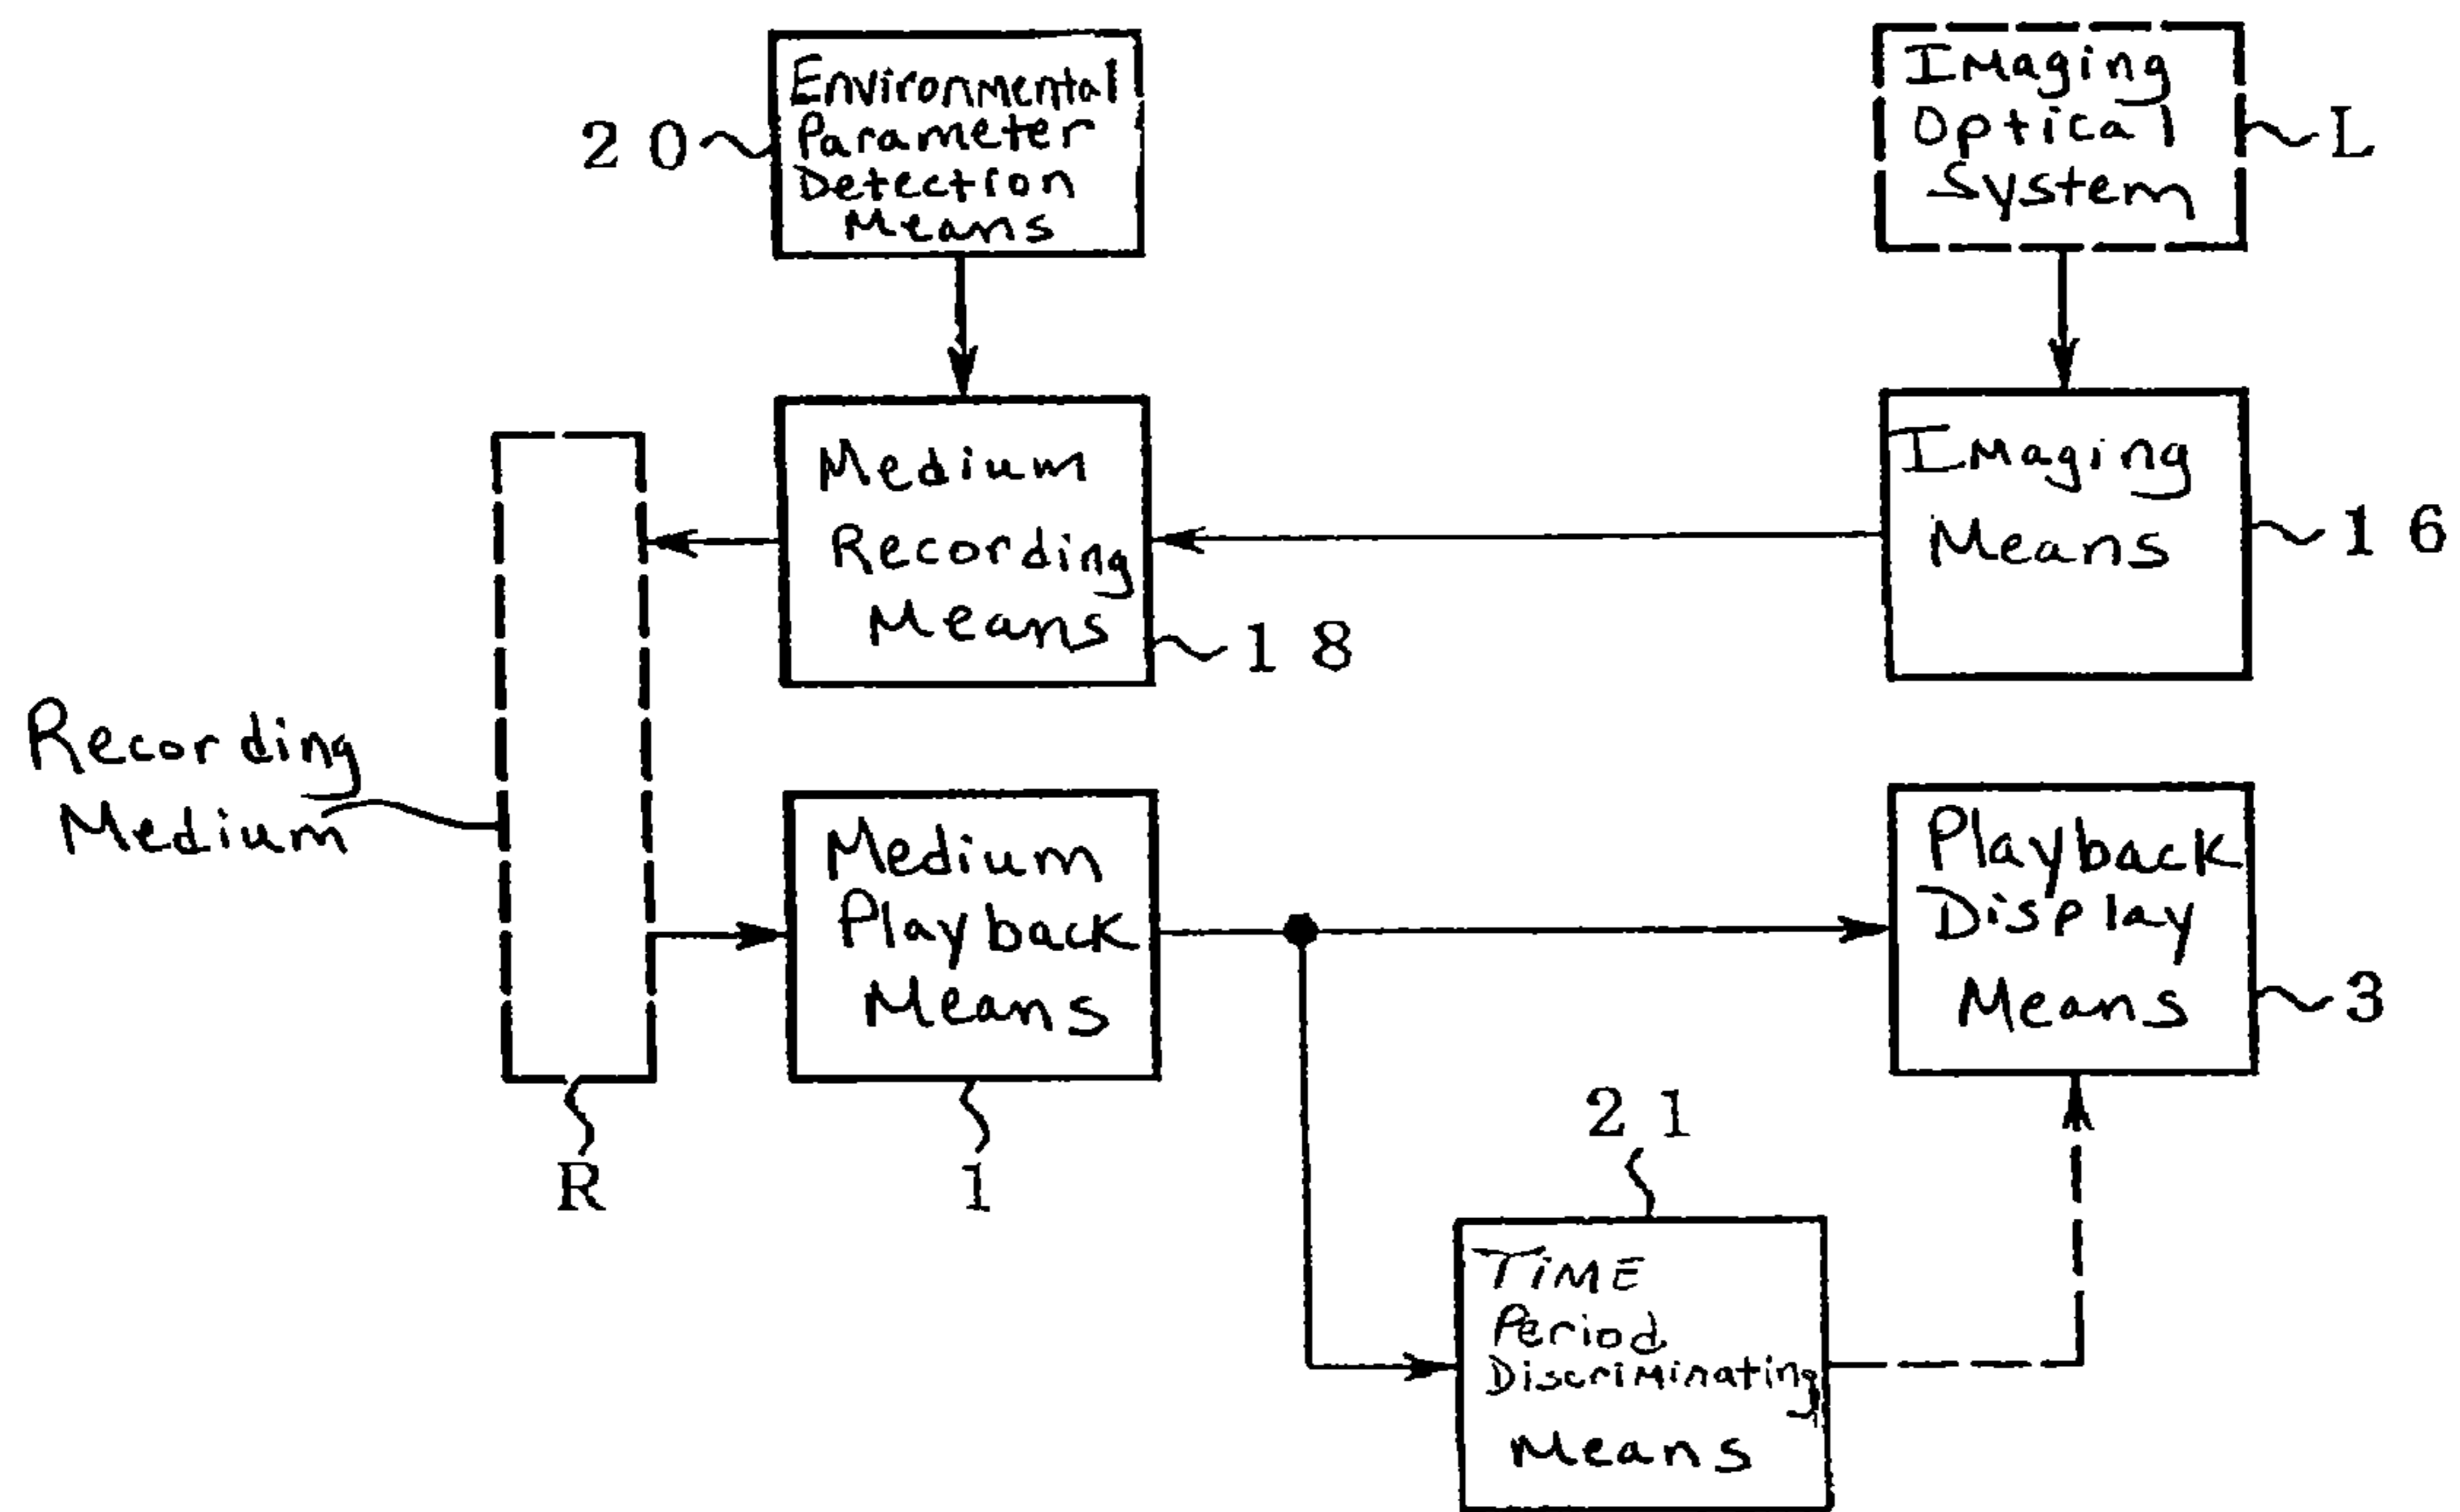 Environmental
Parameter
Detection
Means
20
Imaging
Optical
System
L
Medium
Recording
Means
18
Imaging
Means
16
Recording
Medium
R
Medium
Playback
Means
1
Playback
Display
Means
3
21
TIME
Period
Discriminating
Means